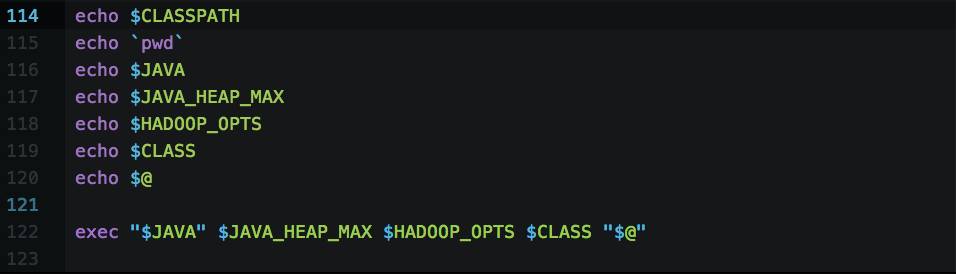 114 echo $CLASSPATH
115 echo `pwd`
116 echo $JAVA
117 echo $JAVA_HEAP_MAX
118 echo $HADOOP_OPTS
119 echo $CLASS
120 echo $@
121
122 exec "$JAVA" $JAVA_HEAP_MAX $HADOOP_OPTS $CLASS "$@"
123